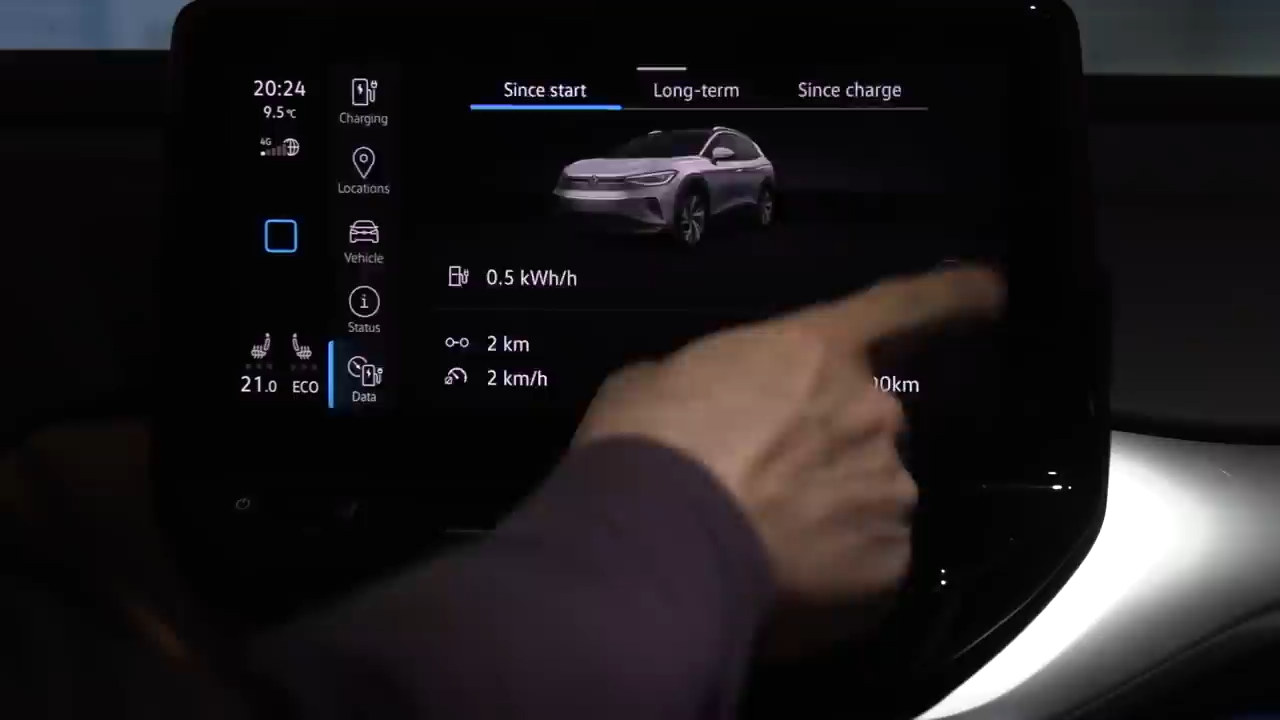 20:24
9.5°C
4G
21.0 ECO
Charging
Locations
Vehicle
Status
Data
Since start Long-term Since charge
0.5 kWh/h
2 km
2 km/h
0km